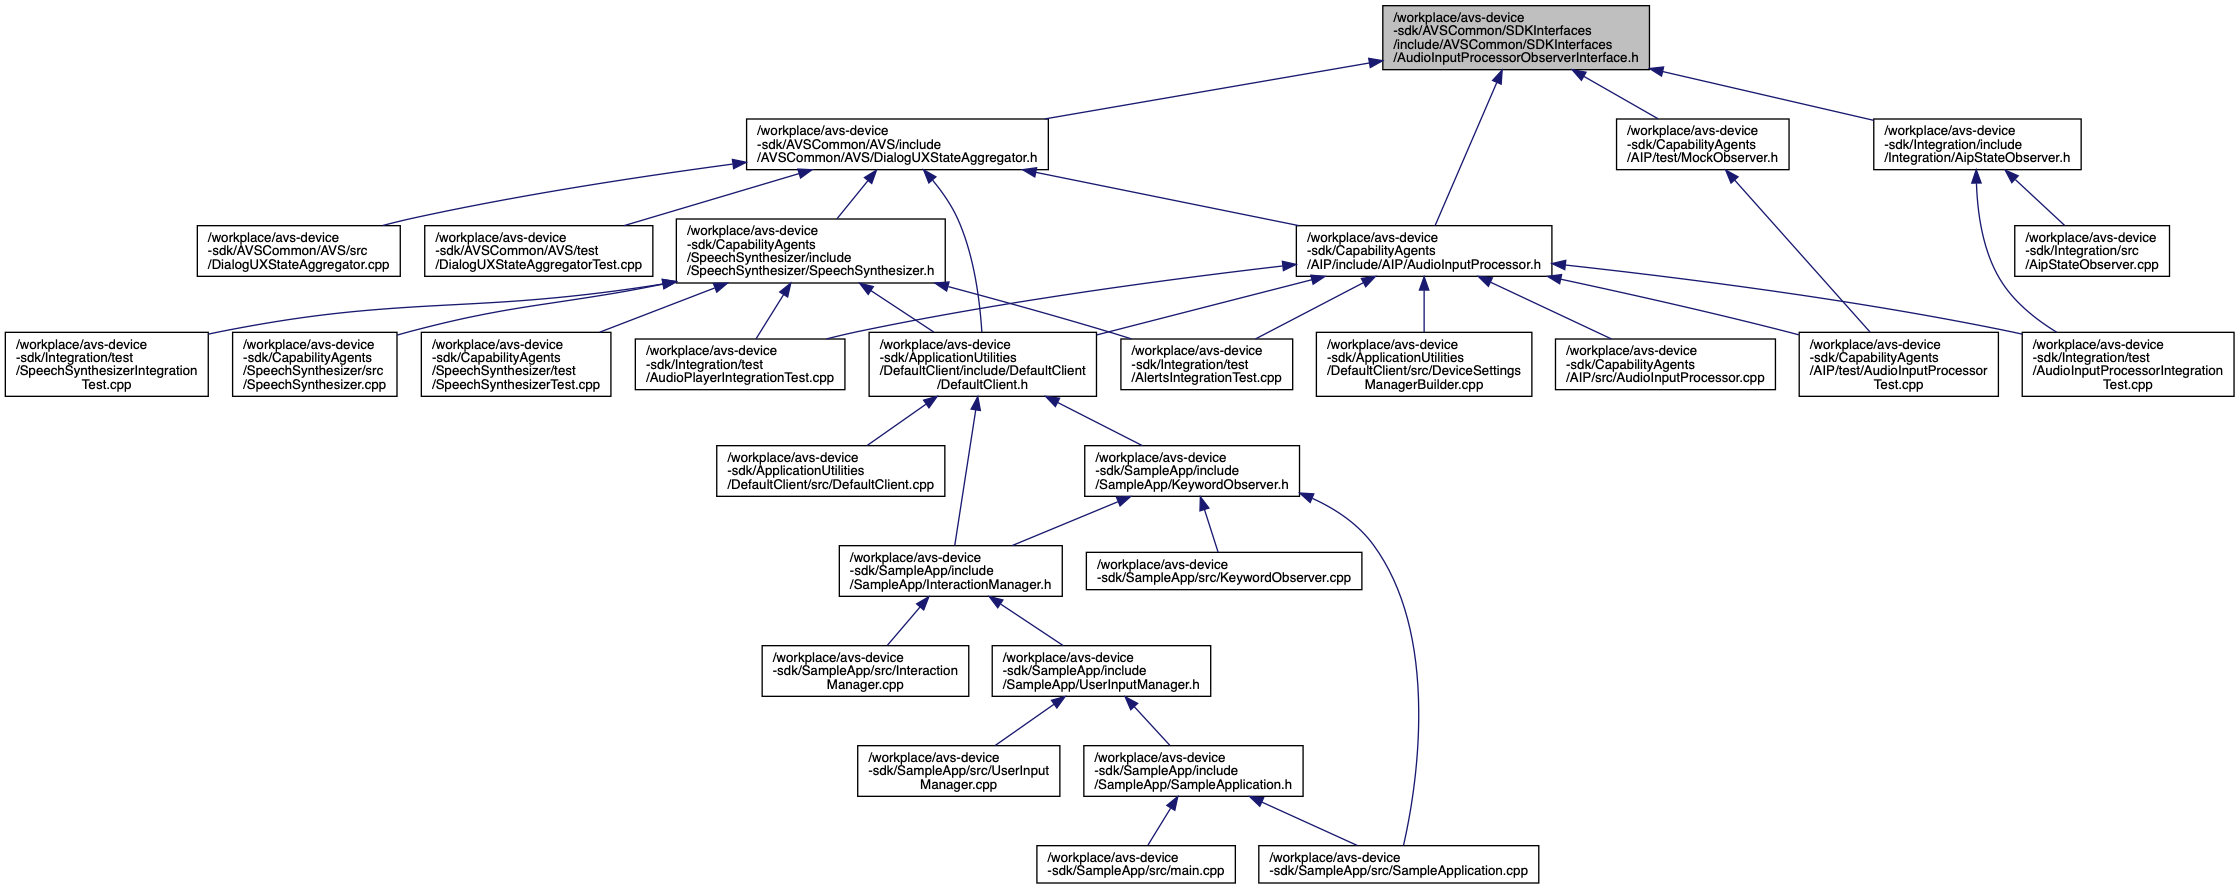 /workplace/avs-device
-sdk/AVSCommon/SDKInterfaces
/include/AVSCommon/SDKInterfaces
/AudioInputProcessorObserverInterface.h
/workplace/avs-device
-sdk/AVSCommon/AVS/include
/AVSCommon/AVS/DialogUXStateAggregator.h
/workplace/avs-device
-sdk/CapabilityAgents
/AIP/test/MockObserver.h
/workplace/avs-device
-sdk/Integration/include
/Integration/AipStateObserver.h
/workplace/avs-device
-sdk/AVSCommon/AVS/src
/DialogUXStateAggregator.cpp
/workplace/avs-device
-sdk/AVSCommon/AVS/test
/DialogUXStateAggregatorTest.cpp
/workplace/avs-device
-sdk/CapabilityAgents
/SpeechSynthesizer/include
/SpeechSynthesizer/SpeechSynthesizer.h
/workplace/avs-device
-sdk/CapabilityAgents
/AIP/include/AIP/AudioInputProcessor.h
/workplace/avs-device
-sdk/Integration/src
/AipStateObserver.cpp
/workplace/avs-device
-sdk/Integration/test
/SpeechSynthesizerIntegration
Test.cpp
/workplace/avs-device
-sdk/CapabilityAgents
/SpeechSynthesizer/src
/SpeechSynthesizer.cpp
/workplace/avs-device
-sdk/CapabilityAgents
/SpeechSynthesizer/test
/SpeechSynthesizerTest.cpp
/workplace/avs-device
-sdk/Integration/test
/AudioPlayerIntegrationTest.cpp
/workplace/avs-device
-sdk/ApplicationUtilities
/DefaultClient/include/DefaultClient
/DefaultClient.h
/workplace/avs-device
-sdk/Integration/test
/AlertsIntegrationTest.cpp
/workplace/avs-device
-sdk/ApplicationUtilities
/DefaultClient/src/DeviceSettings
ManagerBuilder.cpp
/workplace/avs-device
-sdk/CapabilityAgents
/AIP/src/AudioInputProcessor.cpp
/workplace/avs-device
-sdk/CapabilityAgents
/AIP/test/AudioInputProcessor
Test.cpp
/workplace/avs-device
-sdk/Integration/test
/AudioInputProcessorIntegration
Test.cpp
/workplace/avs-device
-sdk/ApplicationUtilities
/DefaultClient/src/DefaultClient.cpp
/workplace/avs-device
-sdk/SampleApp/include
/SampleApp/KeywordObserver.h
/workplace/avs-device
-sdk/SampleApp/include
/SampleApp/InteractionManager.h
/workplace/avs-device
-sdk/SampleApp/src/KeywordObserver.cpp
/workplace/avs-device
-sdk/SampleApp/src/Interaction
Manager.cpp
/workplace/avs-device
-sdk/SampleApp/include
/SampleApp/UserInputManager.h
/workplace/avs-device
-sdk/SampleApp/src/UserInput
Manager.cpp
/workplace/avs-device
-sdk/SampleApp/include
/SampleApp/SampleApplication.h
/workplace/avs-device
-sdk/SampleApp/src/main.cpp
/workplace/avs-device
-sdk/SampleApp/src/SampleApplication.cpp